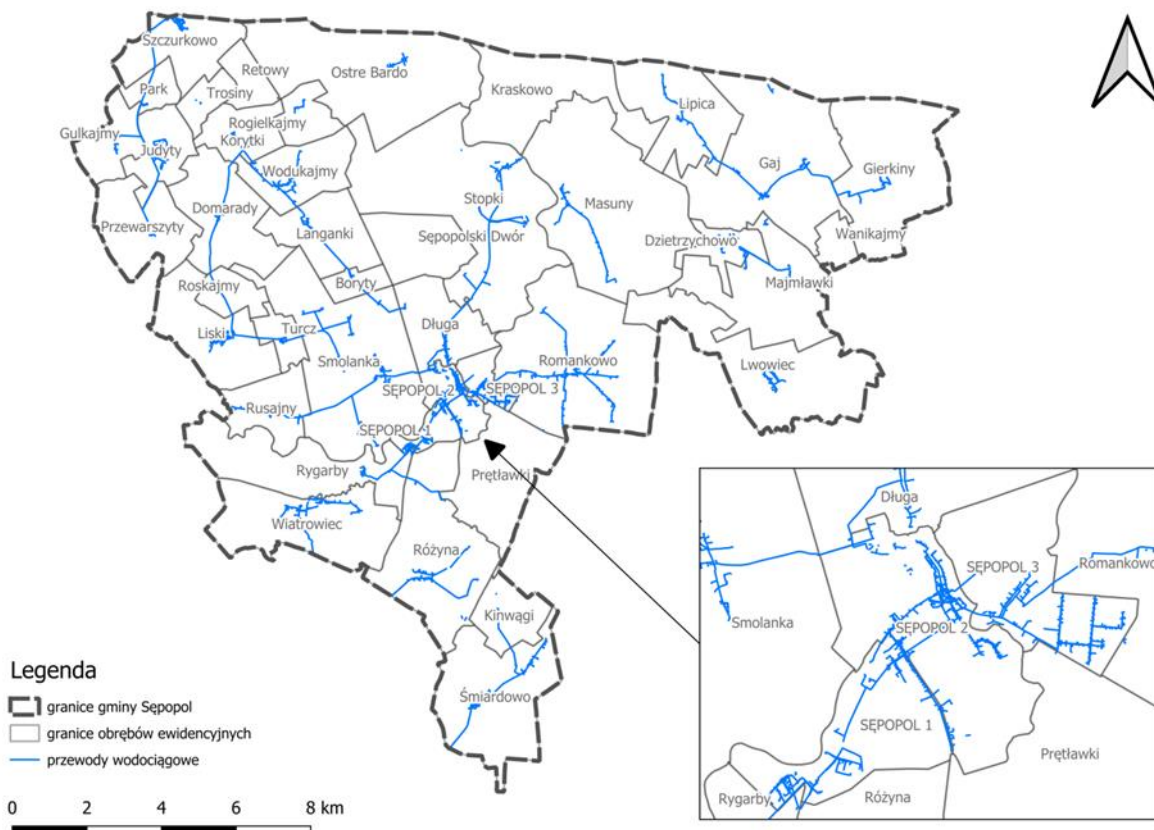 Szczurkowo
Retowy
Ostre Bardo
Kraskowo
Park
Trosiny
Lipica
Rogielkajmy
Gulkajmy
Korytki
Judyty
Wodukajmy
Gaj
Gierkiny
Stopki
Masuny
Domarady
Przewarszyty
Langanki
Sępopolski Dwór
Dzietrzychowo
Wanikajmy
Roskajmy
Boryty
Majmławki
Liski
Turcz
Długa
Smolanka
Romankowo
Lwowiec
SĘPOPOL 2
SĘPOPOL 3
Rusajny
SĘPOPOL 1
Rygarby
Prętławki
Wiatrowiec
Różyna
Kinwągi
Śmiardowo
Długa
SĘPOPOL 3
Romankowo
Smolanka
SĘPOPOL 2
SĘPOPOL 1
Prętławki
Rygarby
Różyna
Legenda
granice gminy Sępopol
granice obrębów ewidencyjnych
przewody wodociągowe
0 2 4 6 8 km